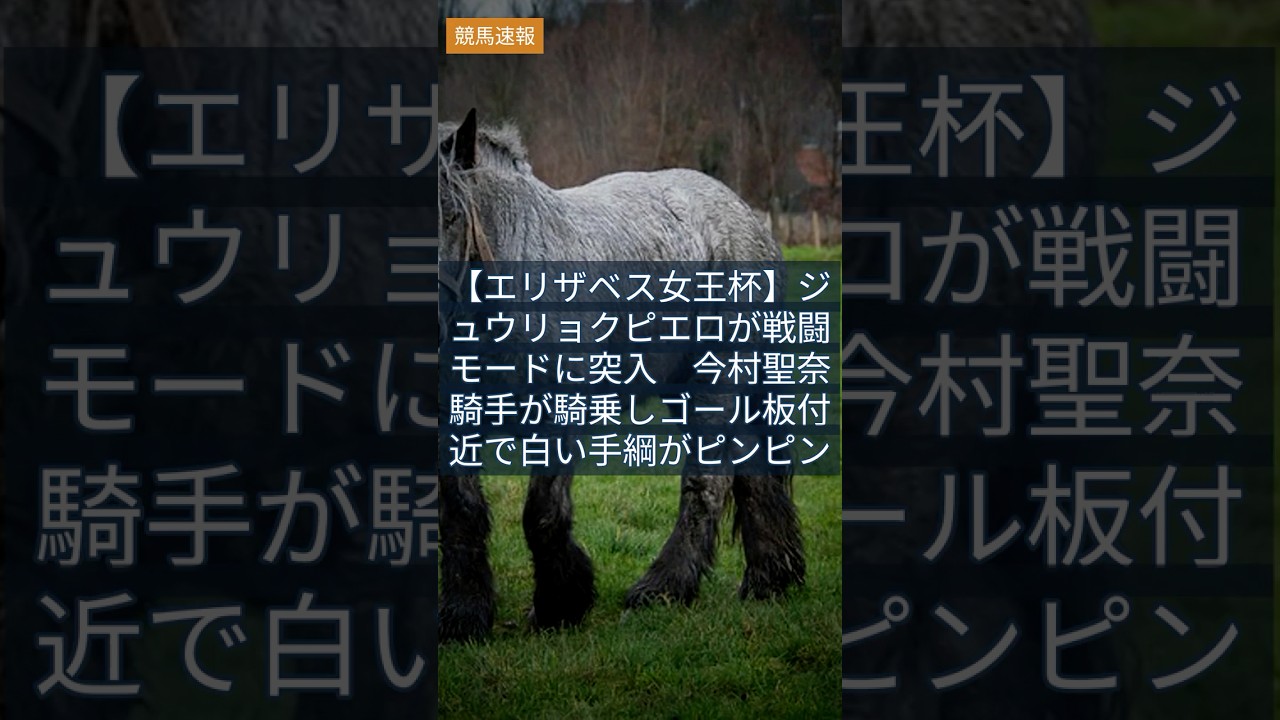 競馬速報
【エリザベス女王杯】ジ
ュウリョクピエロが戦闘
モードに突入　今村聖奈
騎手が騎乗しゴール板付
近で白い手綱がピンピン